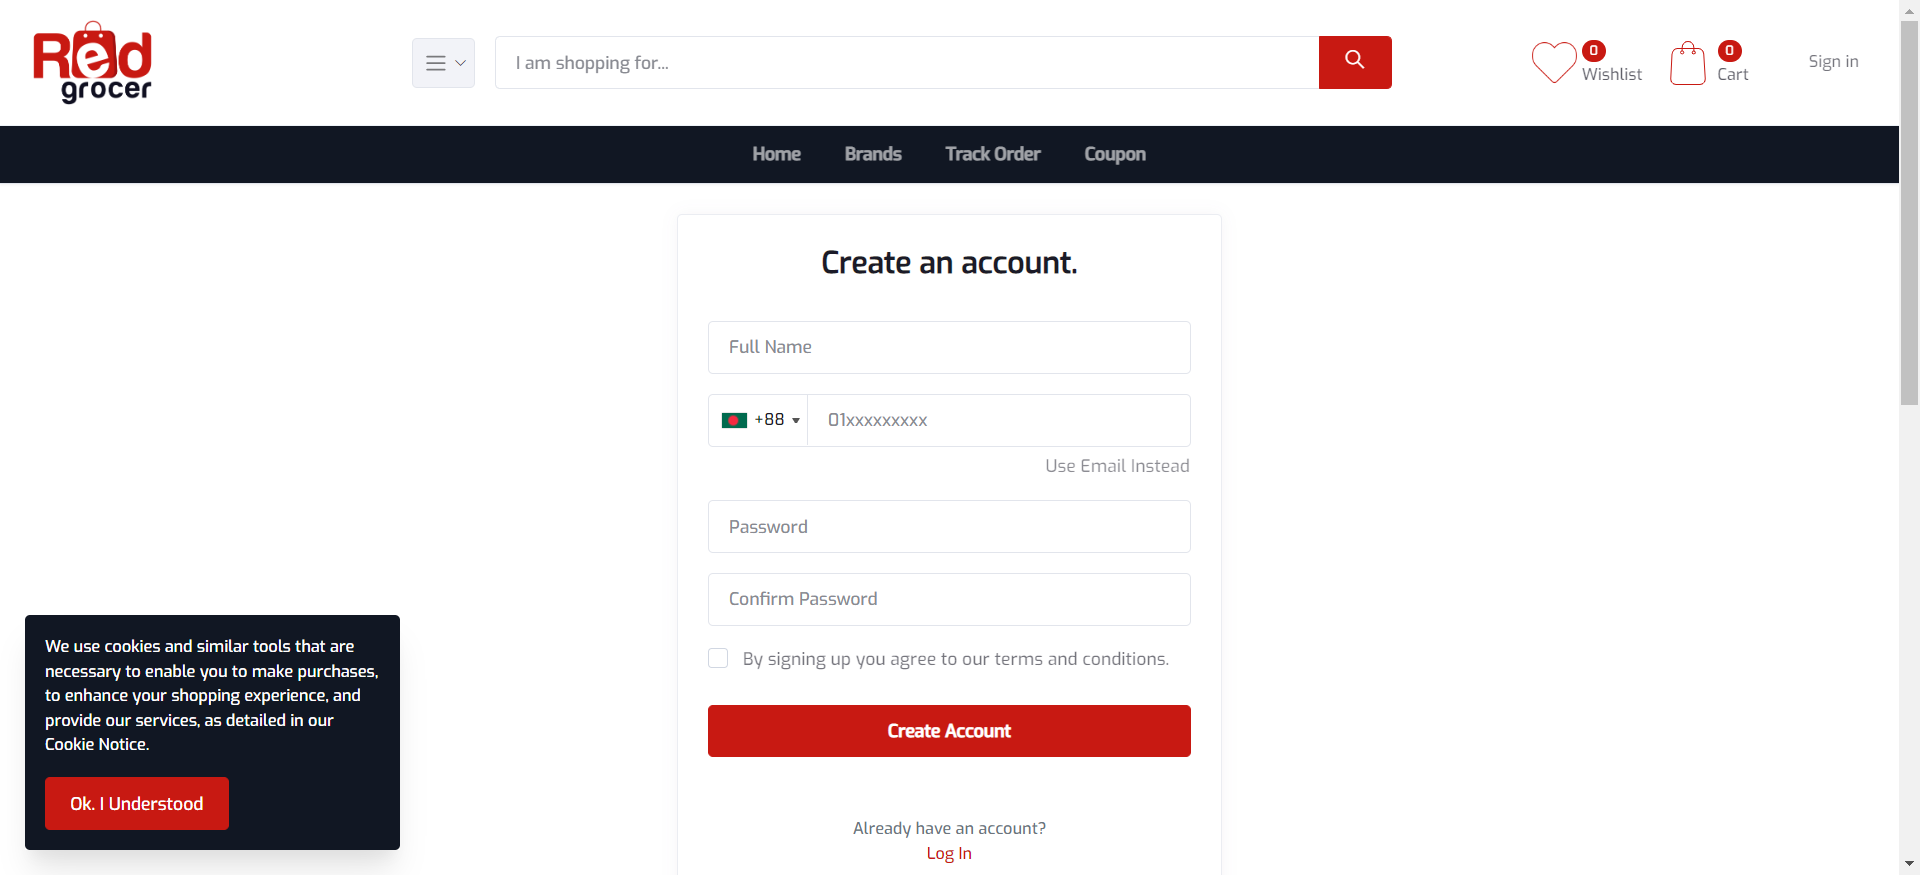 Red
grocer
I am shopping for...
0
Wishlist
0
Cart
Sign in
Home
Brands
Track Order
Coupon
Create an account.
Full Name
+88
01xxxxxxxxx
Use Email Instead
Password
Confirm Password
By signing up you agree to our terms and conditions.
Create Account
Already have an account?
Log In
We use cookies and similar tools that are
necessary to enable you to make purchases,
to enhance your shopping experience, and
provide our services, as detailed in our
Cookie Notice.
Ok. I Understood